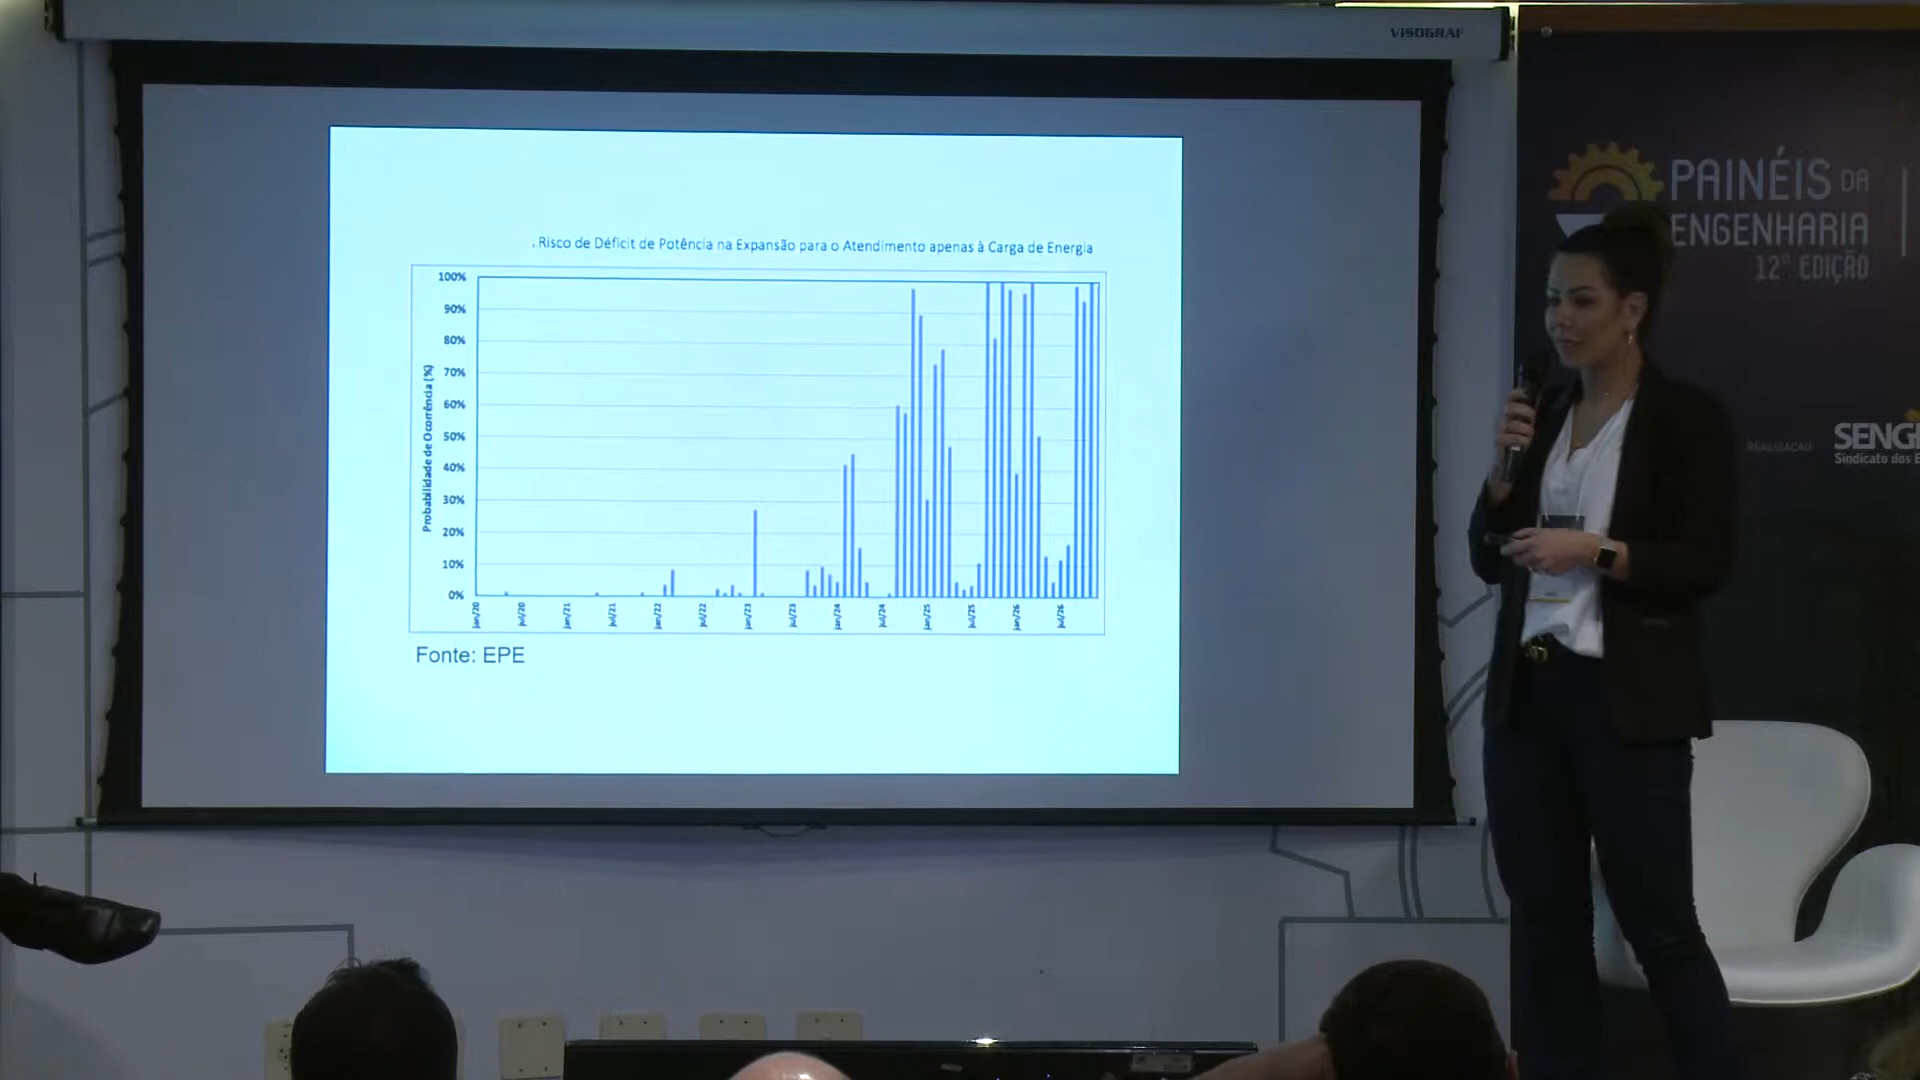 VISOGRAF
. Risco de Déficit de Potência na Expansão para o Atendimento apenas à Carga de Energia
Probabilidade de Ocorrência (%)
100%
90%
80%
70%
60%
50%
40%
30%
20%
10%
0%
jan/20
jul/20
jan/21
jul/21
jan/22
jul/22
jan/23
jul/23
jan/24
jul/24
jan/25
jul/25
jan/26
jul/26
Fonte: EPE
PAINÉIS DA
ENGENHARIA
12ª EDIÇÃO
REALIZAÇÃO
SENG
Sindicato dos E